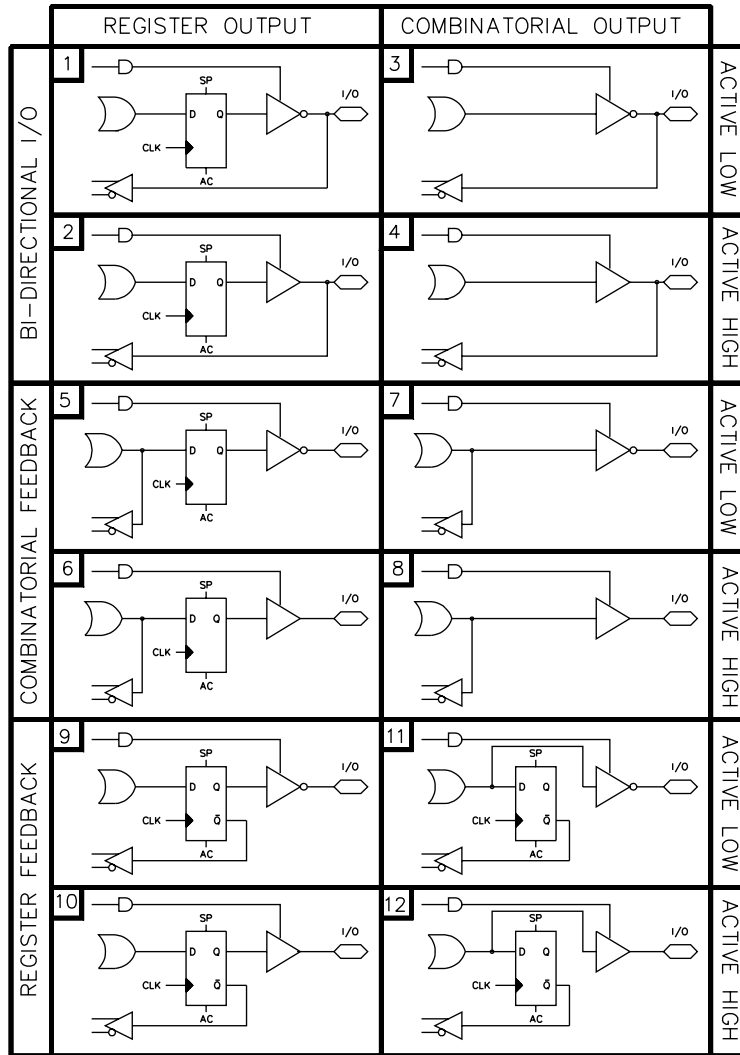 REGISTER OUTPUT
COMBINATORIAL OUTPUT
BI-DIRECTIONAL I/O
1
SP
I/O
D Q
CLK
AC
3
I/O
ACTIVE LOW
2
SP
I/O
D Q
CLK
AC
4
I/O
ACTIVE HIGH
COMBINATORIAL FEEDBACK
5
SP
I/O
D Q
CLK
AC
7
I/O
ACTIVE LOW
6
SP
I/O
D Q
CLK
AC
8
I/O
ACTIVE HIGH
REGISTER FEEDBACK
9
SP
I/O
D Q
CLK Q̅
AC
11
SP
I/O
D Q
CLK Q̅
AC
ACTIVE LOW
10
SP
I/O
D Q
CLK Q̅
AC
12
SP
I/O
D Q
CLK Q̅
AC
ACTIVE HIGH